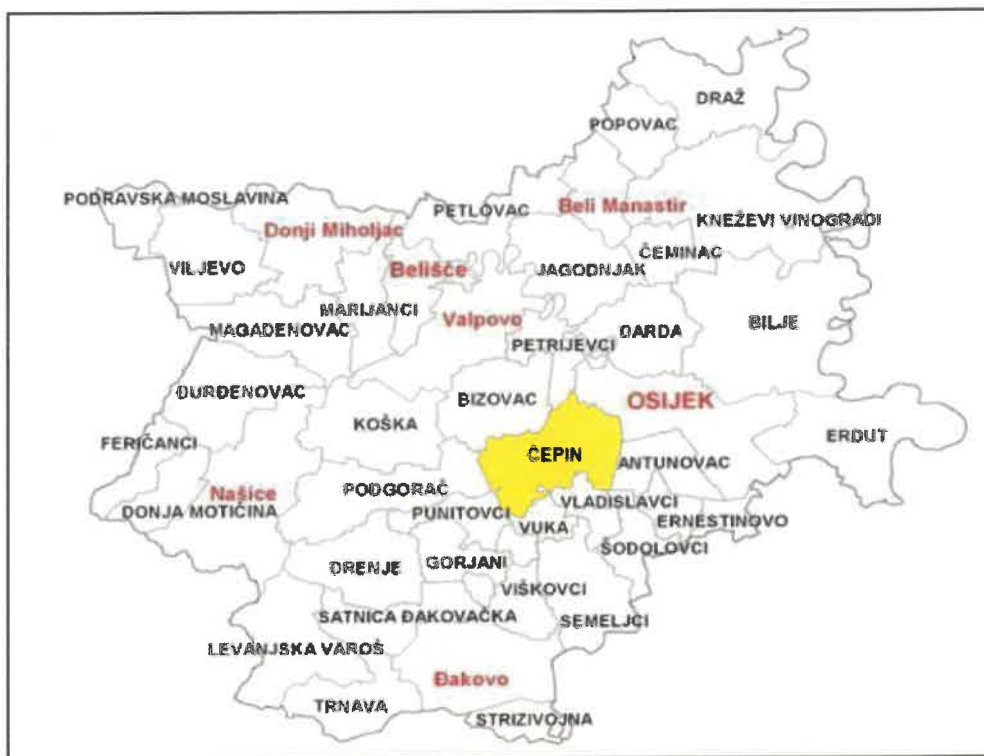 DRAŽ
POPOVAC
PODRAVSKA MOSLAVINA
PETLOVAC
Beli Manastir
KNEŽEVI VINOGRADI
Donji Miholjac
ČEMINAC
VILJEVO
Belišće
JAGODNJAK
MARIJANCI
MAGADENOVAC
Valpovo
DARDA
BILJE
PETRIJEVCI
ĐURĐENOVAC
BIZOVAC
OSIJEK
KOŠKA
FERIČANCI
ERDUT
ČEPIN
ANTUNOVAC
Našice
PODGORAČ
VLADISLAVCI
DONJA MOTIČINA
PUNITOVCI
ERNESTINOVO
VUKA
ŠODOLOVCI
DRENJE
GORJANI
VIŠKOVCI
SATNICA ĐAKOVAČKA
SEMELJCI
LEVANJSKA VAROŠ
Đakovo
TRNAVA
STRIZIVOJNA